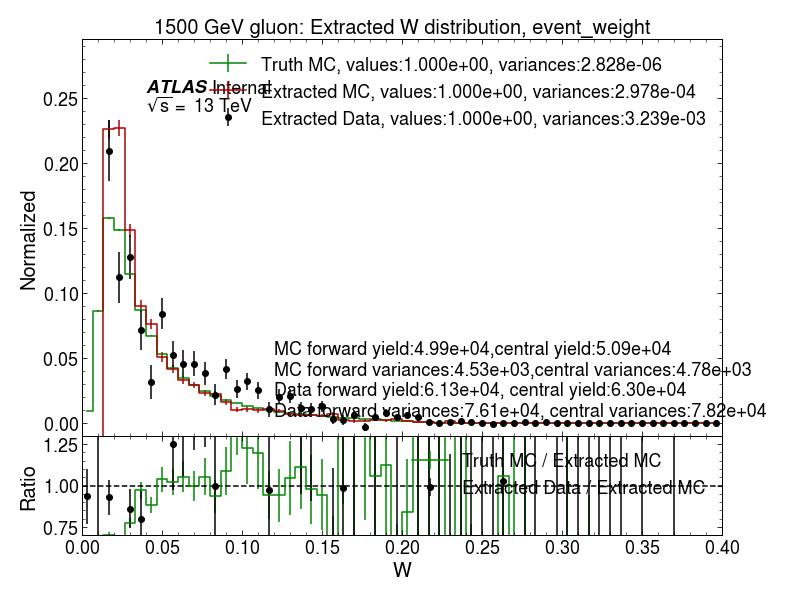 1500 GeV gluon: Extracted W distribution, event_weight
Truth MC, values:1.000e+00, variances:2.828e-06
ATLAS Internal
Extracted MC, values:1.000e+00, variances:2.978e-04
√s = 13 TeV
Extracted Data, values:1.000e+00, variances:3.239e-03
0.25
0.20
0.15
0.10
0.05
0.00
Normalized
MC forward yield:4.99e+04,central yield:5.09e+04
MC forward variances:4.53e+03,central variances:4.78e+03
Data forward yield:6.13e+04, central yield:6.30e+04
Data forward variances:7.61e+04, central variances:7.82e+04
1.25
1.00
0.75
Ratio
Truth MC / Extracted MC
Extracted Data / Extracted MC
0.00 0.05 0.10 0.15 0.20 0.25 0.30 0.35 0.40
W